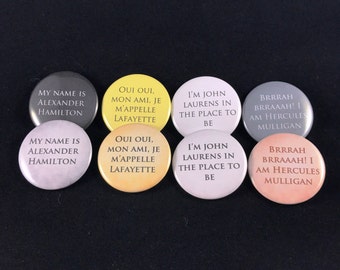 My name is
Alexander
Hamilton
Oui oui,
mon ami, je
m'appelle
Lafayette
I'm John
Laurens in
the place to
be
Brrrah
brraaah! I
am Hercules
mulligan
My name is
Alexander
Hamilton
Oui oui,
mon ami, je
m'appelle
Lafayette
I'm John
Laurens in
the place to
be
Brrrah
brraaah! I
am Hercules
mulligan